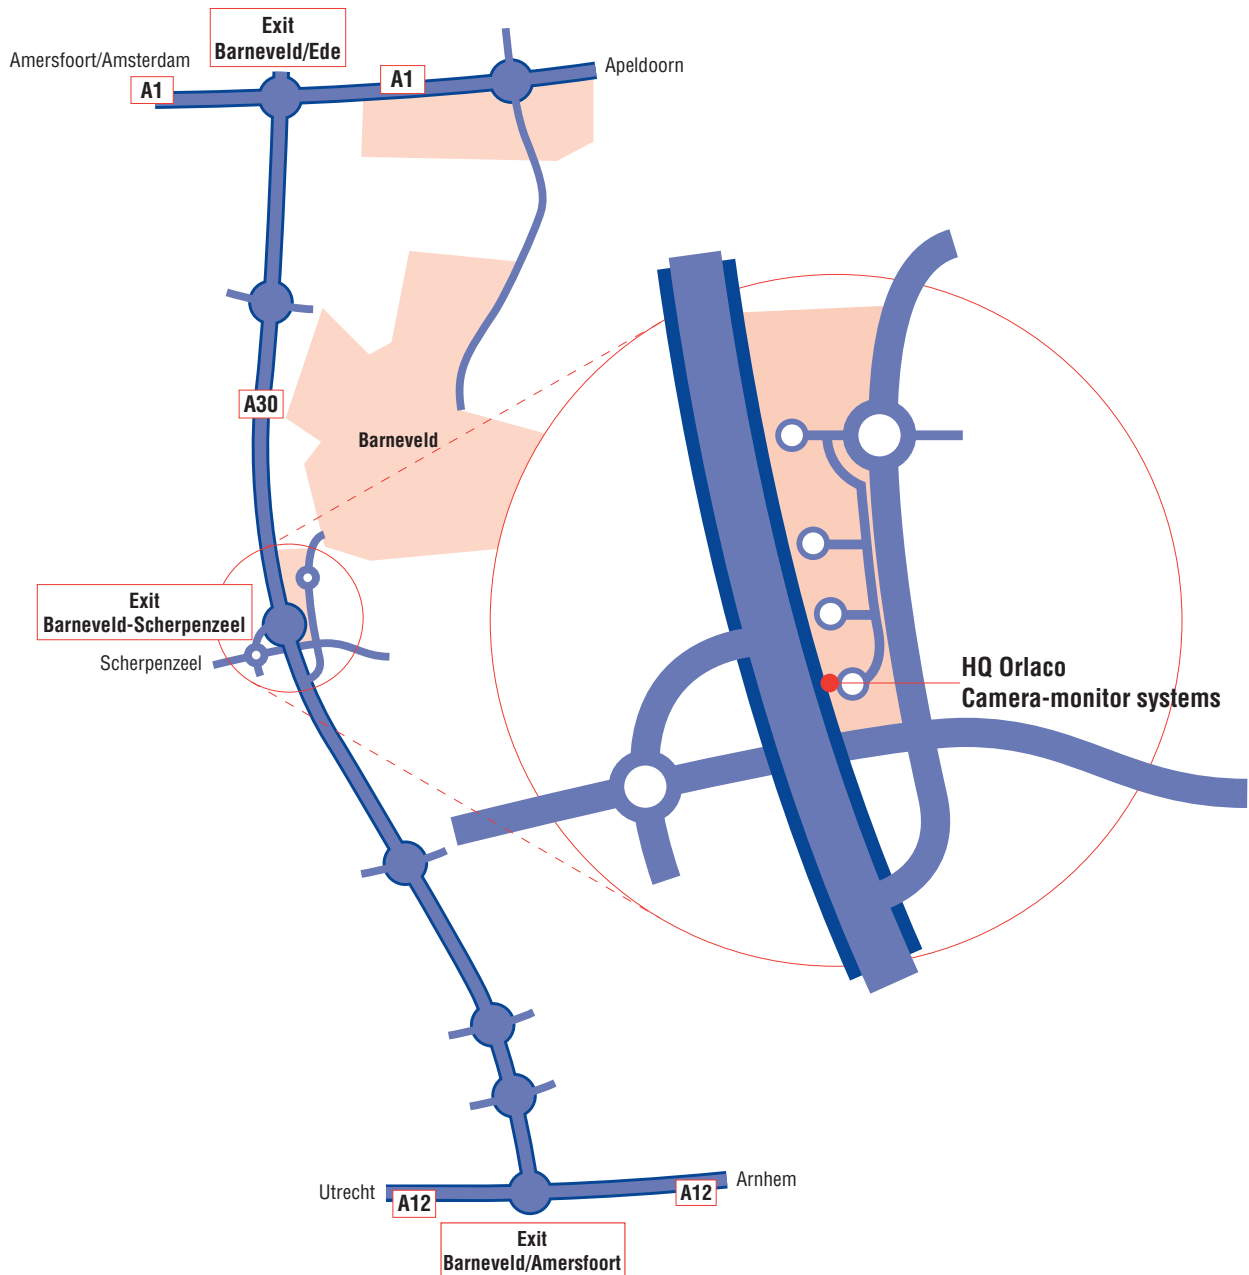 Exit
Barneveld/Ede
Amersfoort/Amsterdam
A1
A1
Apeldoorn
A30
Barneveld
Exit
Barneveld-Scherpenzeel
Scherpenzeel
HQ Orlaco
Camera-monitor systems
Utrecht
A12
A12
Arnhem
Exit
Barneveld/Amersfoort